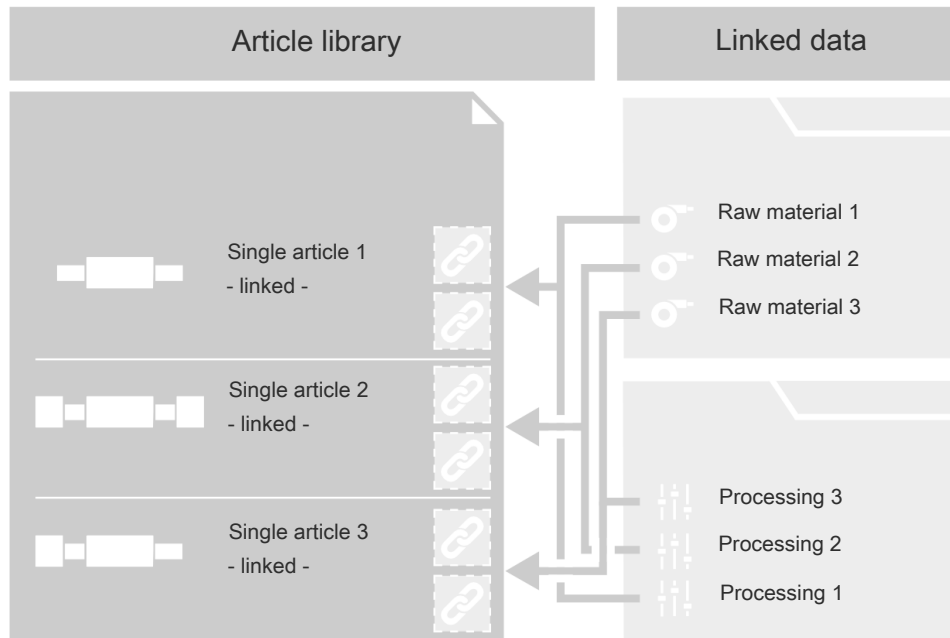 Article library
Linked data
Single article 1
- linked -
Single article 2
- linked -
Single article 3
- linked -
Raw material 1
Raw material 2
Raw material 3
Processing 3
Processing 2
Processing 1